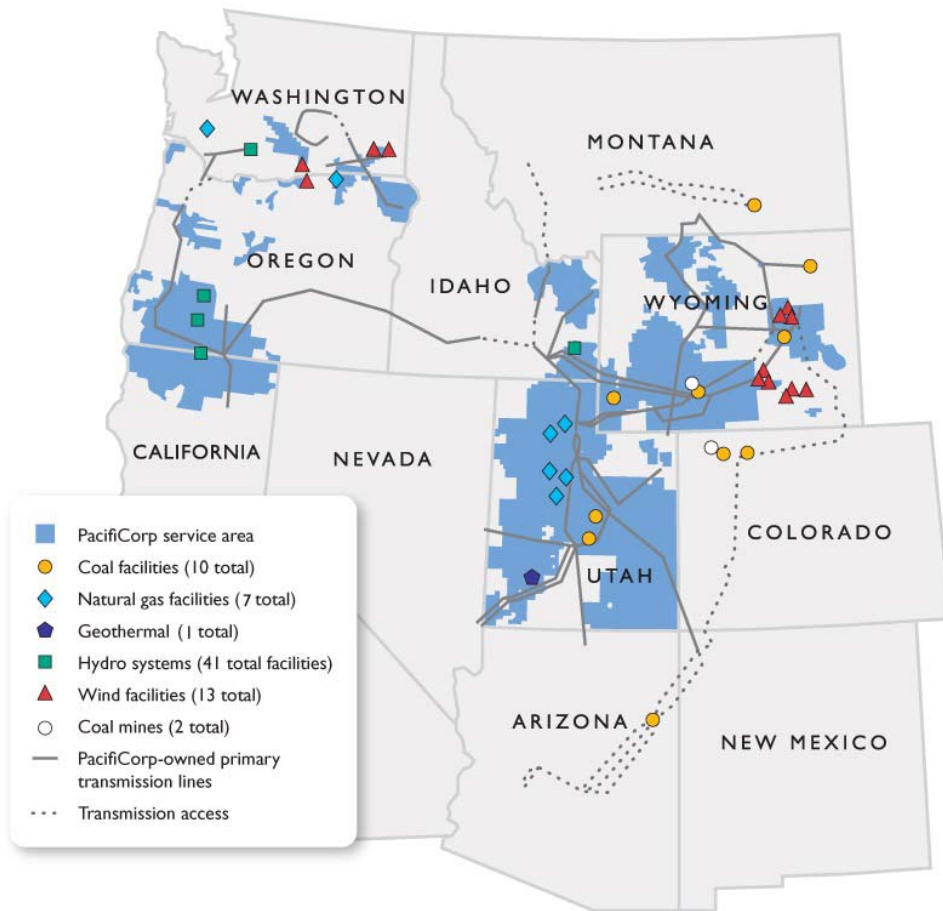 WASHINGTON
MONTANA
OREGON
IDAHO
WYOMING
CALIFORNIA
NEVADA
UTAH
COLORADO
ARIZONA
NEW MEXICO
PacifiCorp service area
Coal facilities (10 total)
Natural gas facilities (7 total)
Geothermal (1 total)
Hydro systems (41 total facilities)
Wind facilities (13 total)
Coal mines (2 total)
PacifiCorp-owned primary
transmission lines
Transmission access